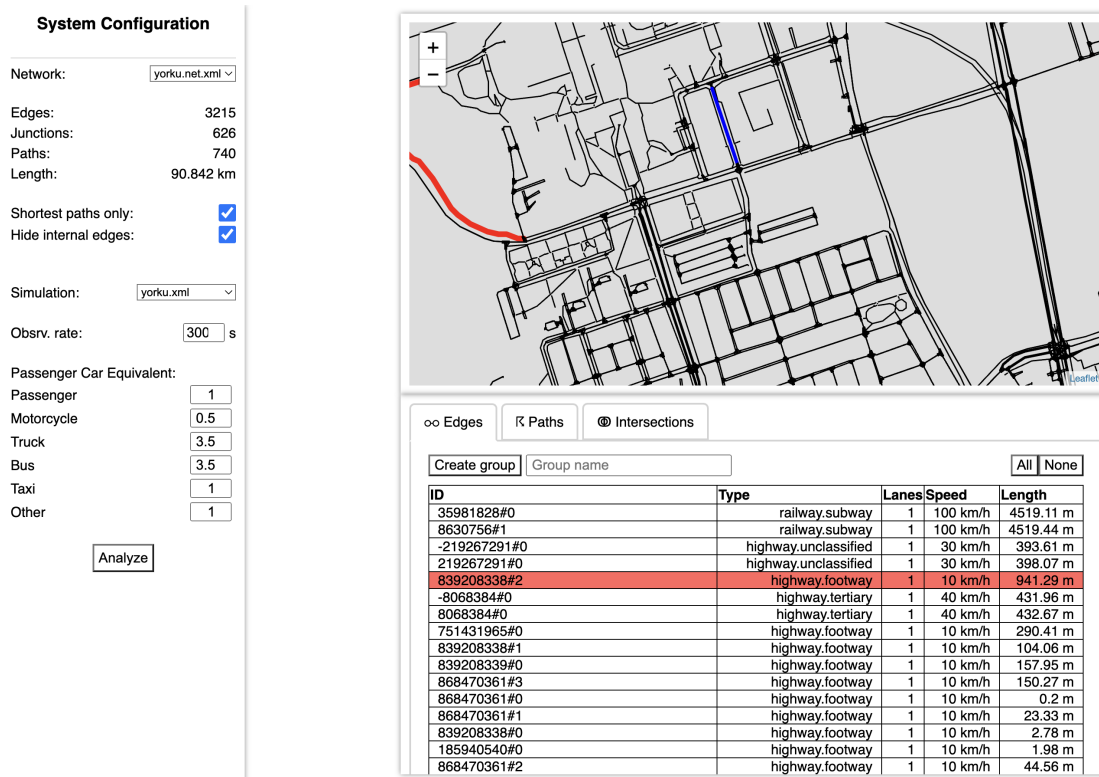 System Configuration
Network: yorku.net.xml
Edges: 3215
Junctions: 626
Paths: 740
Length: 90.842 km
Shortest paths only:
Hide internal edges:
Simulation: yorku.xml
Obsrv. rate: 300 s
Passenger Car Equivalent:
Passenger 1
Motorcycle 0.5
Truck 3.5
Bus 3.5
Taxi 1
Other 1
Analyze
+
−
Leaflet
Edges Paths Intersections
Create group Group name All None
ID Type Lanes Speed Length
35981828#0 railway.subway 1 100 km/h 4519.11 m
8630756#1 railway.subway 1 100 km/h 4519.44 m
-219267291#0 highway.unclassified 1 30 km/h 393.61 m
219267291#0 highway.unclassified 1 30 km/h 398.07 m
839208338#2 highway.footway 1 10 km/h 941.29 m
-8068384#0 highway.tertiary 1 40 km/h 431.96 m
8068384#0 highway.tertiary 1 40 km/h 432.67 m
751431965#0 highway.footway 1 10 km/h 290.41 m
839208338#1 highway.footway 1 10 km/h 104.06 m
839208339#0 highway.footway 1 10 km/h 157.95 m
868470361#3 highway.footway 1 10 km/h 150.27 m
868470361#0 highway.footway 1 10 km/h 0.2 m
868470361#1 highway.footway 1 10 km/h 23.33 m
839208338#0 highway.footway 1 10 km/h 2.78 m
185940540#0 highway.footway 1 10 km/h 1.98 m
868470361#2 highway.footway 1 10 km/h 44.56 m